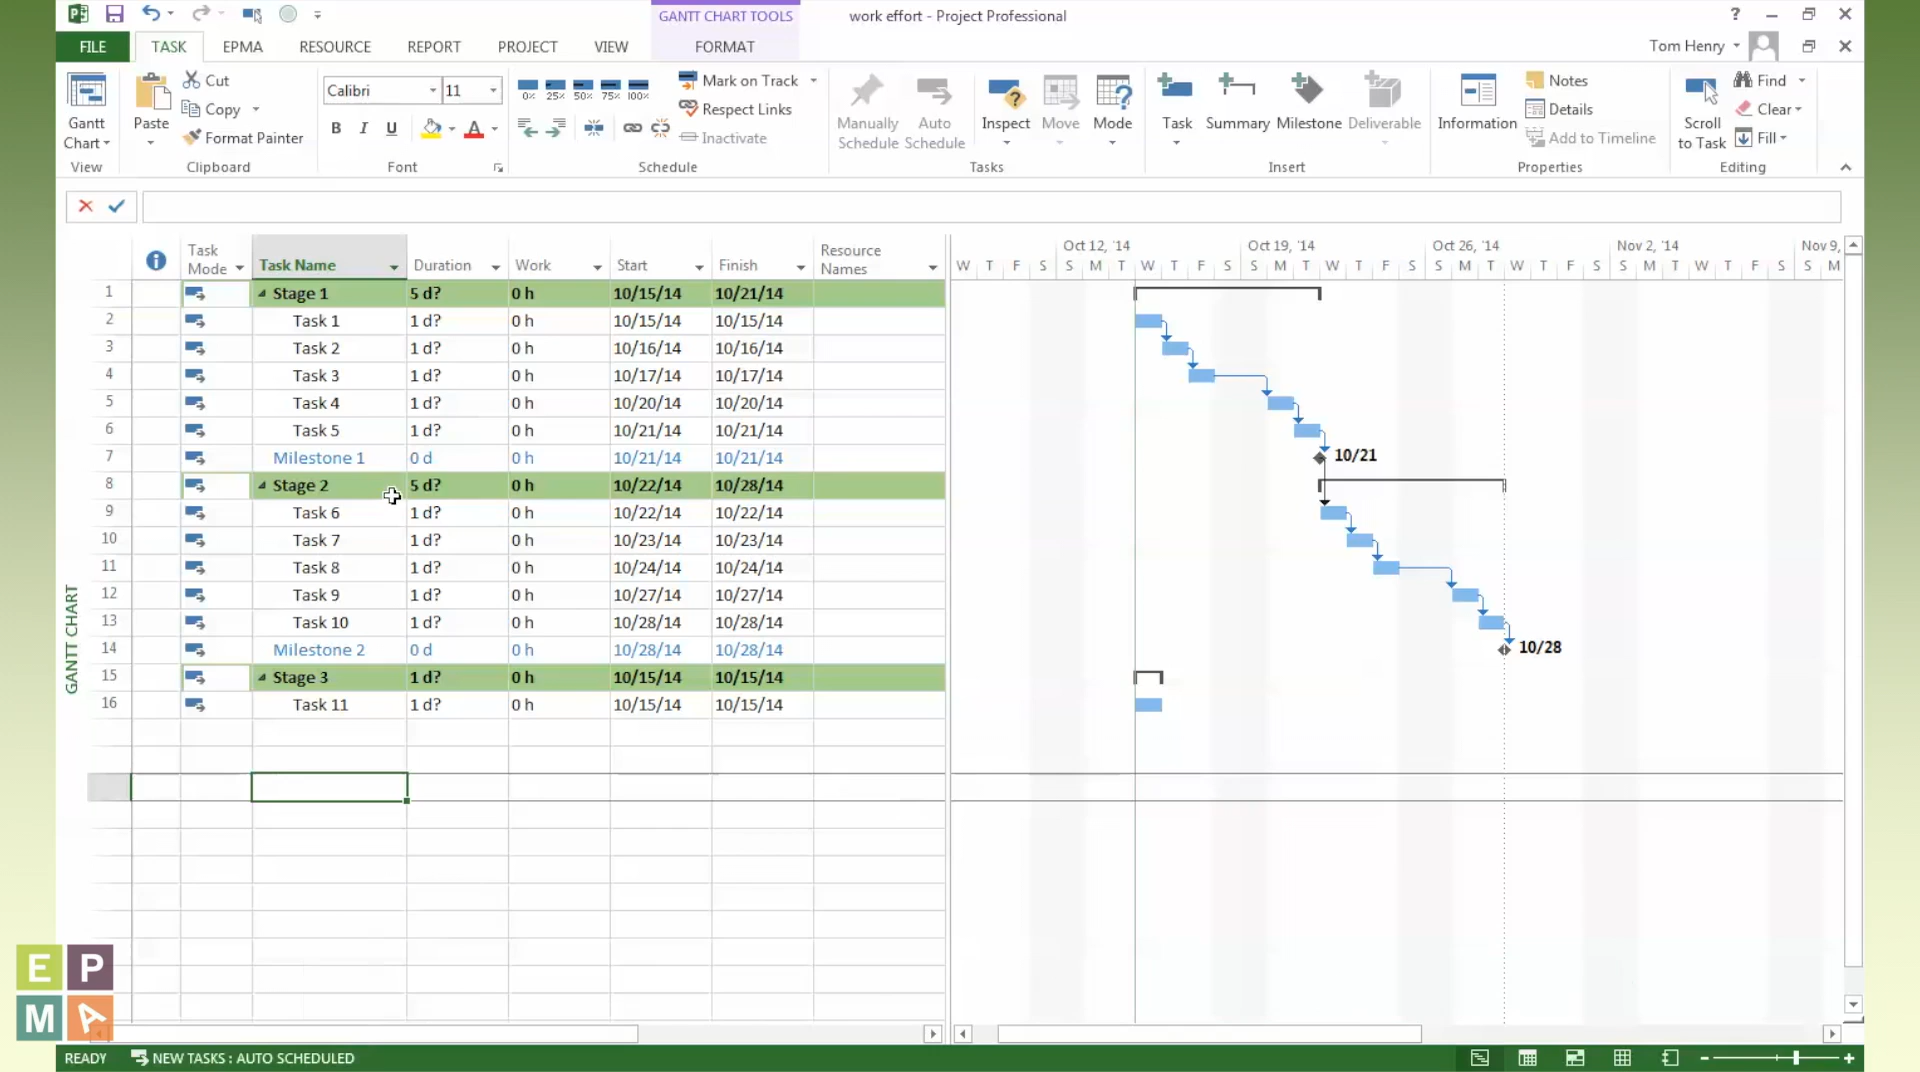 GANTT CHART TOOLS
work effort - Project Professional
?
FILE TASK EPMA RESOURCE REPORT PROJECT VIEW FORMAT
Tom Henry
Gantt Chart
View
Paste
Cut
Copy
Format Painter
Clipboard
Calibri 11
B I U A
Font
0% 25% 50% 75% 100%
Mark on Track
Respect Links
Inactivate
Schedule
Manually Schedule
Auto Schedule
Inspect
Move
Mode
Tasks
Task
Summary
Milestone
Deliverable
Insert
Information
Notes
Details
Add to Timeline
Properties
Scroll to Task
Find
Clear
Fill
Editing
Task Mode Task Name Duration Work Start Finish Resource Names
1 Stage 1 5 d? 0 h 10/15/14 10/21/14
2 Task 1 1 d? 0 h 10/15/14 10/15/14
3 Task 2 1 d? 0 h 10/16/14 10/16/14
4 Task 3 1 d? 0 h 10/17/14 10/17/14
5 Task 4 1 d? 0 h 10/20/14 10/20/14
6 Task 5 1 d? 0 h 10/21/14 10/21/14
7 Milestone 1 0 d 0 h 10/21/14 10/21/14
8 Stage 2 5 d? 0 h 10/22/14 10/28/14
9 Task 6 1 d? 0 h 10/22/14 10/22/14
10 Task 7 1 d? 0 h 10/23/14 10/23/14
11 Task 8 1 d? 0 h 10/24/14 10/24/14
12 Task 9 1 d? 0 h 10/27/14 10/27/14
13 Task 10 1 d? 0 h 10/28/14 10/28/14
14 Milestone 2 0 d 0 h 10/28/14 10/28/14
15 Stage 3 1 d? 0 h 10/15/14 10/15/14
16 Task 11 1 d? 0 h 10/15/14 10/15/14
GANTT CHART
Oct 12, '14 Oct 19, '14 Oct 26, '14 Nov 2, '14 Nov 9,
W T F S S M T W T F S S M T W T F S S M T W T F S S M T W T F S S M
10/21
10/28
E P
M A
READY NEW TASKS : AUTO SCHEDULED